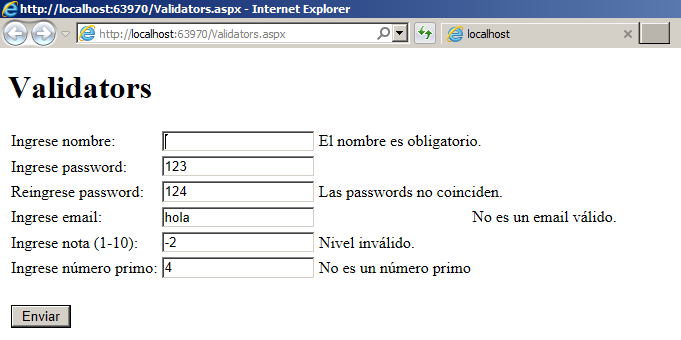 http://localhost:63970/Validators.aspx - Internet Explorer
http://localhost:63970/Validators.aspx localhost
Validators
Ingrese nombre: El nombre es obligatorio.
Ingrese password: 123
Reingrese password: 124 Las passwords no coinciden.
Ingrese email: hola No es un email válido.
Ingrese nota (1-10): -2 Nivel inválido.
Ingrese número primo: 4 No es un número primo
Enviar